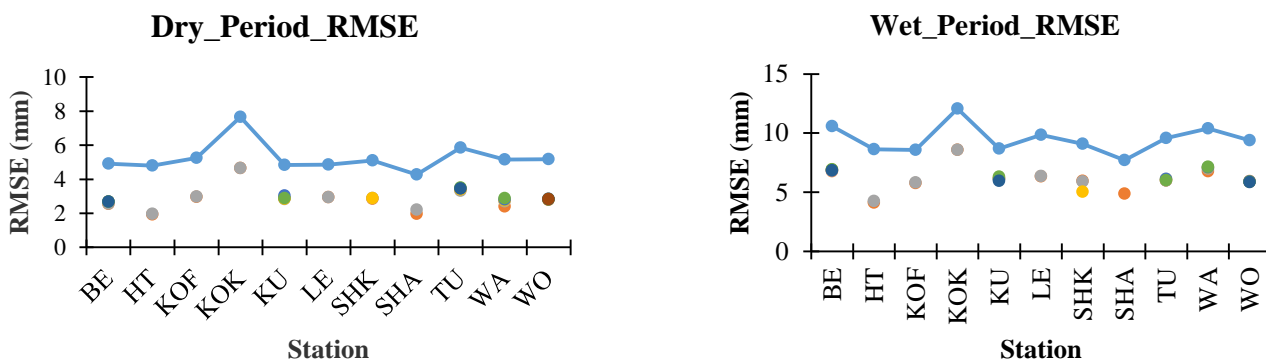 Dry_Period_RMSE
RMSE (mm)
10
8
6
4
2
0
BE HT KOF KOK KU LE SHK SHA TU WA WO
Station
Wet_Period_RMSE
RMSE (mm)
15
10
5
0
BE HT KOF KOK KU LE SHK SHA TU WA WO
Station